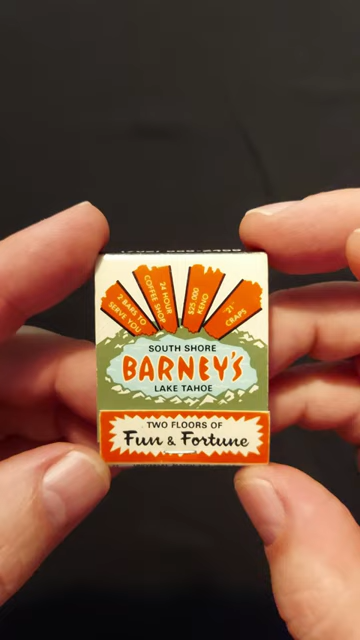 2 BARS TO
SERVE YOU
24 HOUR
COFFEE SHOP
$25,000
KENO
"21"
CRAPS
SOUTH SHORE
BARNEY'S
LAKE TAHOE
TWO FLOORS OF
Fun & Fortune